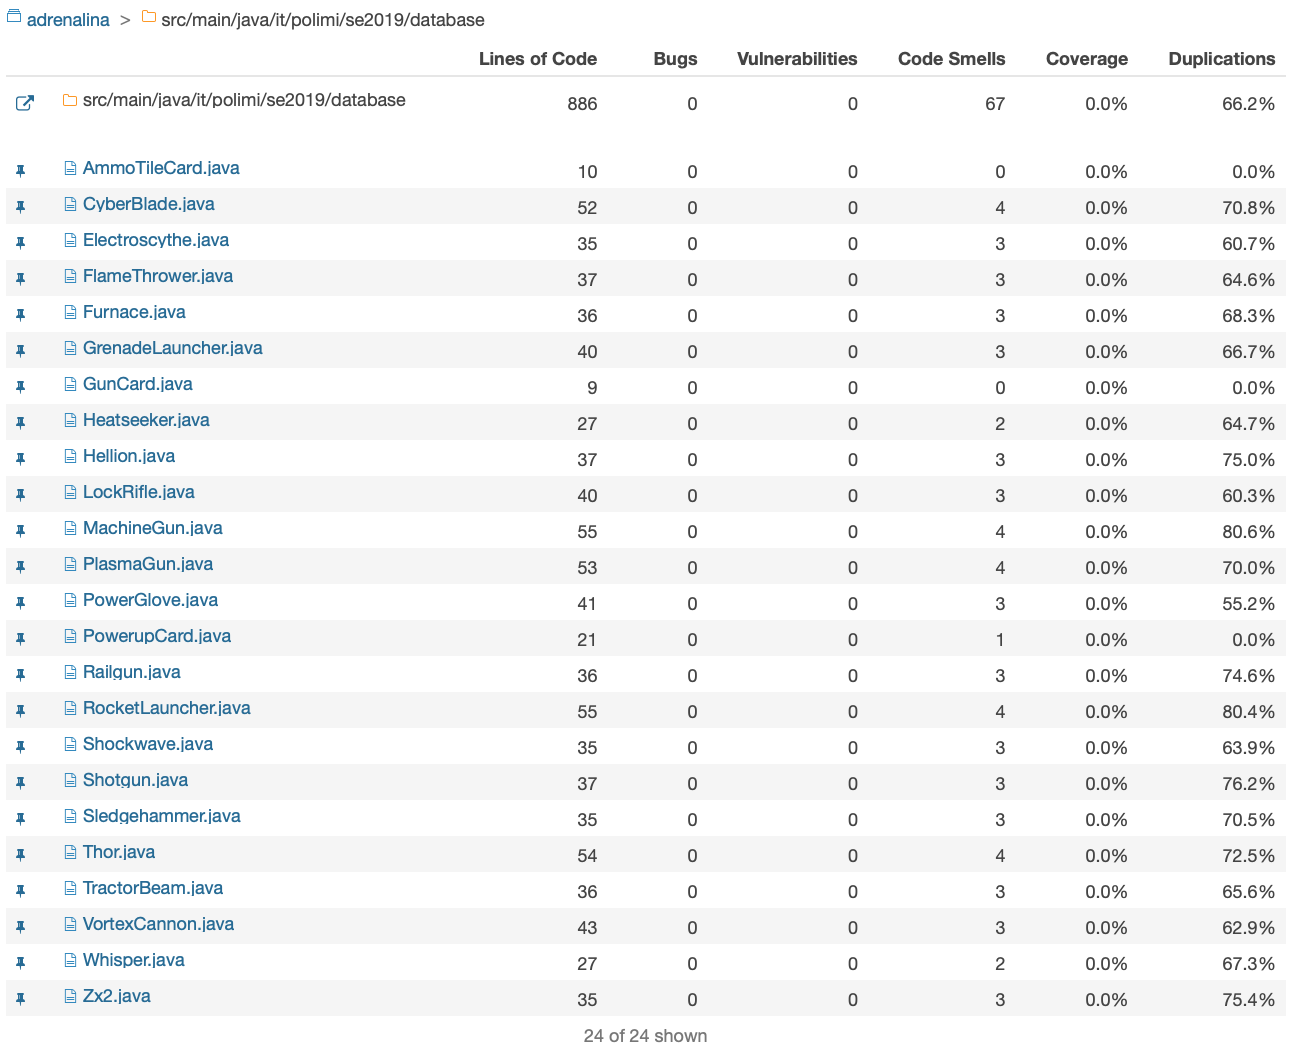 adrenalina > src/main/java/it/polimi/se2019/database
Lines of Code Bugs Vulnerabilities Code Smells Coverage Duplications
src/main/java/it/polimi/se2019/database 886 0 0 67 0.0% 66.2%
AmmoTileCard.java 10 0 0 0 0.0% 0.0%
CyberBlade.java 52 0 0 4 0.0% 70.8%
Electroscythe.java 35 0 0 3 0.0% 60.7%
FlameThrower.java 37 0 0 3 0.0% 64.6%
Furnace.java 36 0 0 3 0.0% 68.3%
GrenadeLauncher.java 40 0 0 3 0.0% 66.7%
GunCard.java 9 0 0 0 0.0% 0.0%
Heatseeker.java 27 0 0 2 0.0% 64.7%
Hellion.java 37 0 0 3 0.0% 75.0%
LockRifle.java 40 0 0 3 0.0% 60.3%
MachineGun.java 55 0 0 4 0.0% 80.6%
PlasmaGun.java 53 0 0 4 0.0% 70.0%
PowerGlove.java 41 0 0 3 0.0% 55.2%
PowerupCard.java 21 0 0 1 0.0% 0.0%
Railgun.java 36 0 0 3 0.0% 74.6%
RocketLauncher.java 55 0 0 4 0.0% 80.4%
Shockwave.java 35 0 0 3 0.0% 63.9%
Shotgun.java 37 0 0 3 0.0% 76.2%
Sledgehammer.java 35 0 0 3 0.0% 70.5%
Thor.java 54 0 0 4 0.0% 72.5%
TractorBeam.java 36 0 0 3 0.0% 65.6%
VortexCannon.java 43 0 0 3 0.0% 62.9%
Whisper.java 27 0 0 2 0.0% 67.3%
Zx2.java 35 0 0 3 0.0% 75.4%
24 of 24 shown